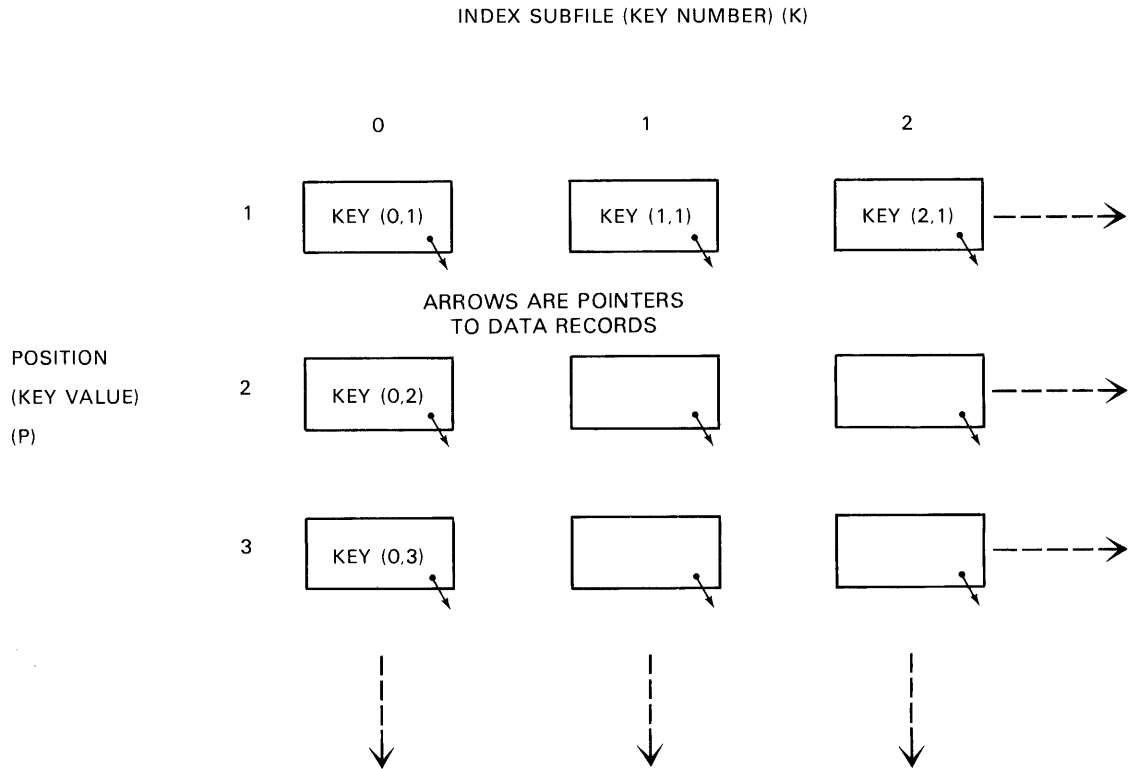 INDEX SUBFILE (KEY NUMBER) (K)
0 1 2
1 KEY (0,1) KEY (1,1) KEY (2,1)
ARROWS ARE POINTERS
TO DATA RECORDS
POSITION
(KEY VALUE)
(P)
2 KEY (0,2)
3 KEY (0,3)